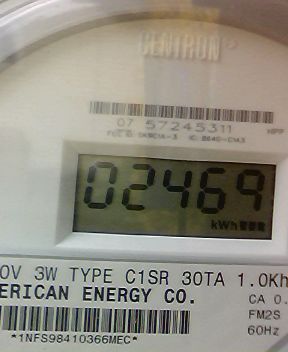 CENTRON®
07 57245311
02469
kWh
0V 3W TYPE C1SR 30TA 1.0Kh
ERICAN ENERGY CO.
CA 0.
FM2S
60Hz
*1NFS98410366MEC*